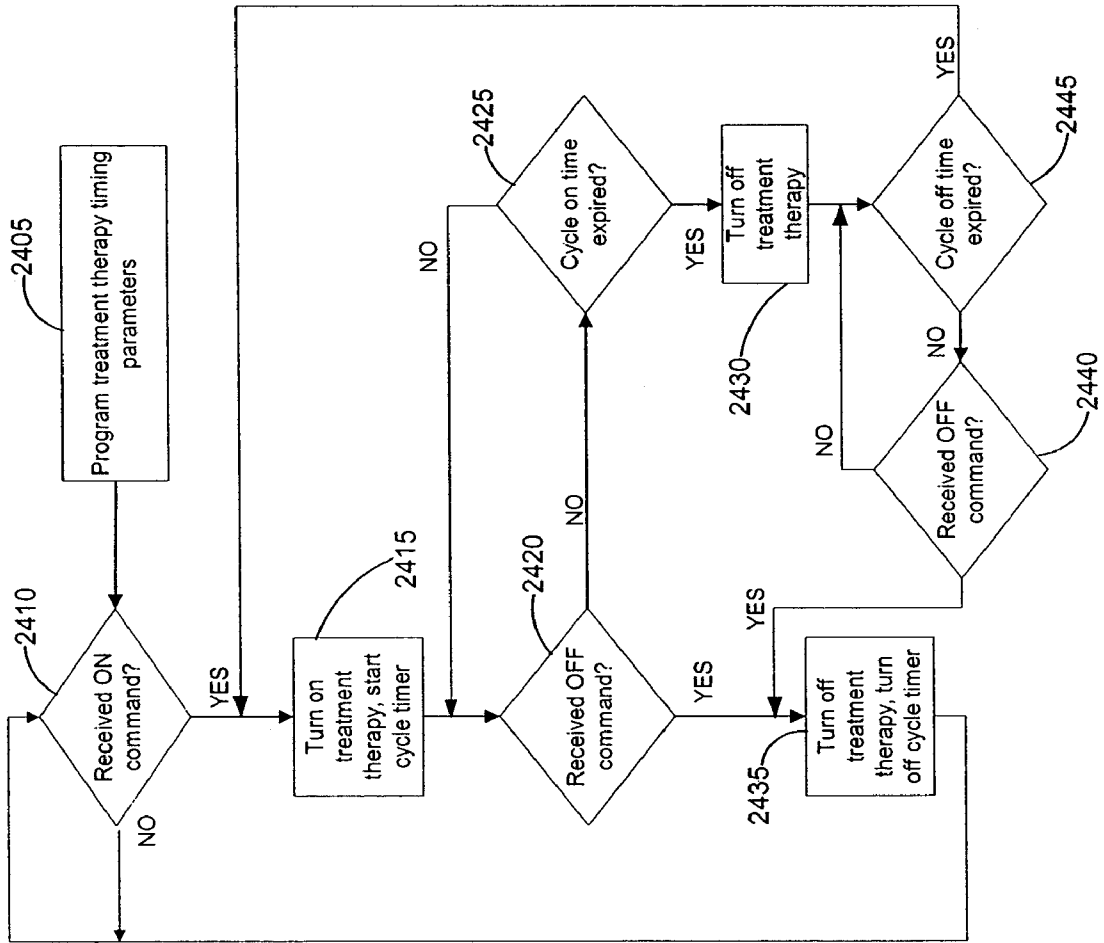 2405
Program treatment therapy timing
parameters
2410
Received ON
command?
YES
NO
2415
Turn on
treatment
therapy, start
cycle timer
NO
2420
Received OFF
command?
NO
YES
2425
Cycle on time
expired?
YES
2430
Turn off
treatment
therapy
2435
Turn off
treatment
therapy, turn
off cycle timer
YES
2440
Received OFF
command?
NO
NO
2445
Cycle off time
expired?
YES